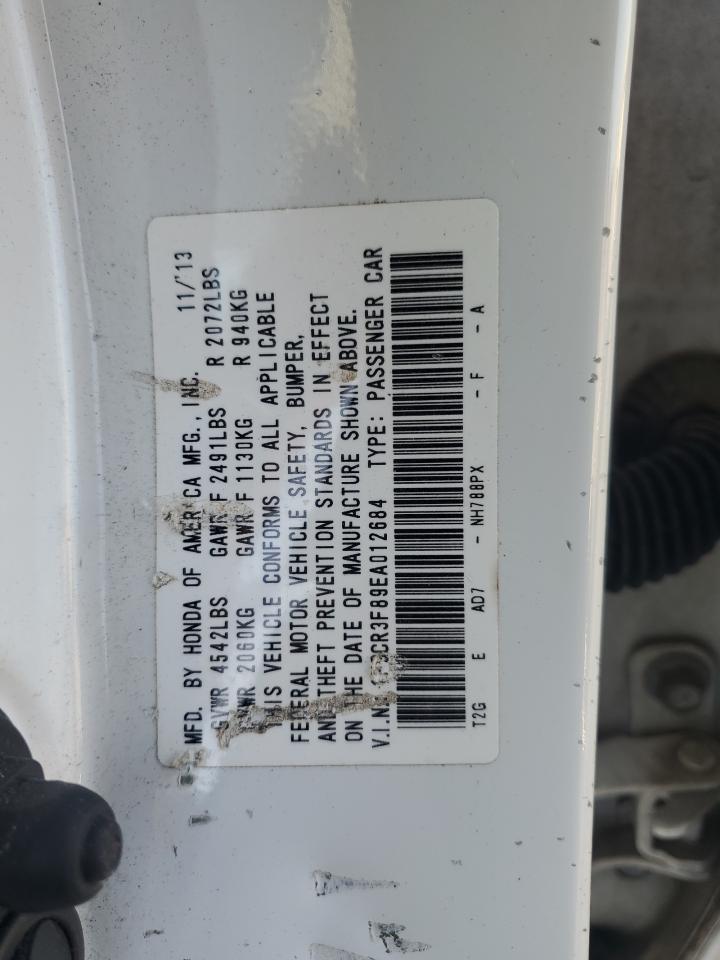 MFD. BY HONDA OF AMERICA MFG., INC. 11/'13
GVWR 4542LBS GAWR F 2491LBS R 2072LBS
GVWR 2060KG GAWR F 1130KG R 940KG
THIS VEHICLE CONFORMS TO ALL APPLICABLE
FEDERAL MOTOR VEHICLE SAFETY, BUMPER,
AND THEFT PREVENTION STANDARDS IN EFFECT
ON THE DATE OF MANUFACTURE SHOWN ABOVE.
V.I.N. TYPE: PASSENGER CAR
T2G E AD7 - NH788PX - F - A